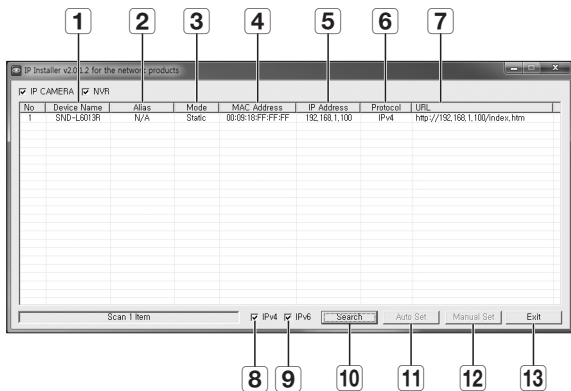 1 2 3 4 5 6 7
IP Installer v2.0.1.2 for the network products
IP CAMERA NVR
No Device Name Alias Mode MAC Address IP Address Protocol URL
1 SND-L6013R N/A Static 00:09:18:FF:FF:FF 192,168,1,100 IPv4 http://192,168,1,100/index,htm
Scan 1 Item IPv4 IPv6 Search Auto Set Manual Set Exit
8 9 10 11 12 13